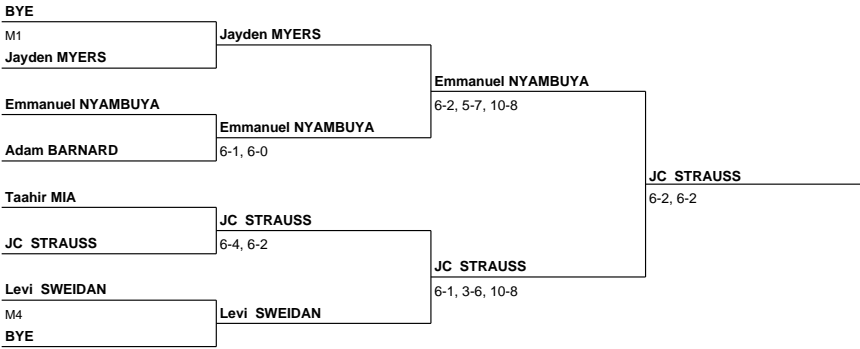 BYE
M1
Jayden MYERS
Jayden MYERS
Emmanuel NYAMBUYA
6-2, 5-7, 10-8
Emmanuel NYAMBUYA
Emmanuel NYAMBUYA
6-1, 6-0
Adam BARNARD
JC STRAUSS
6-2, 6-2
Taahir MIA
JC STRAUSS
6-4, 6-2
JC STRAUSS
JC STRAUSS
6-1, 3-6, 10-8
Levi SWEIDAN
M4
Levi SWEIDAN
BYE